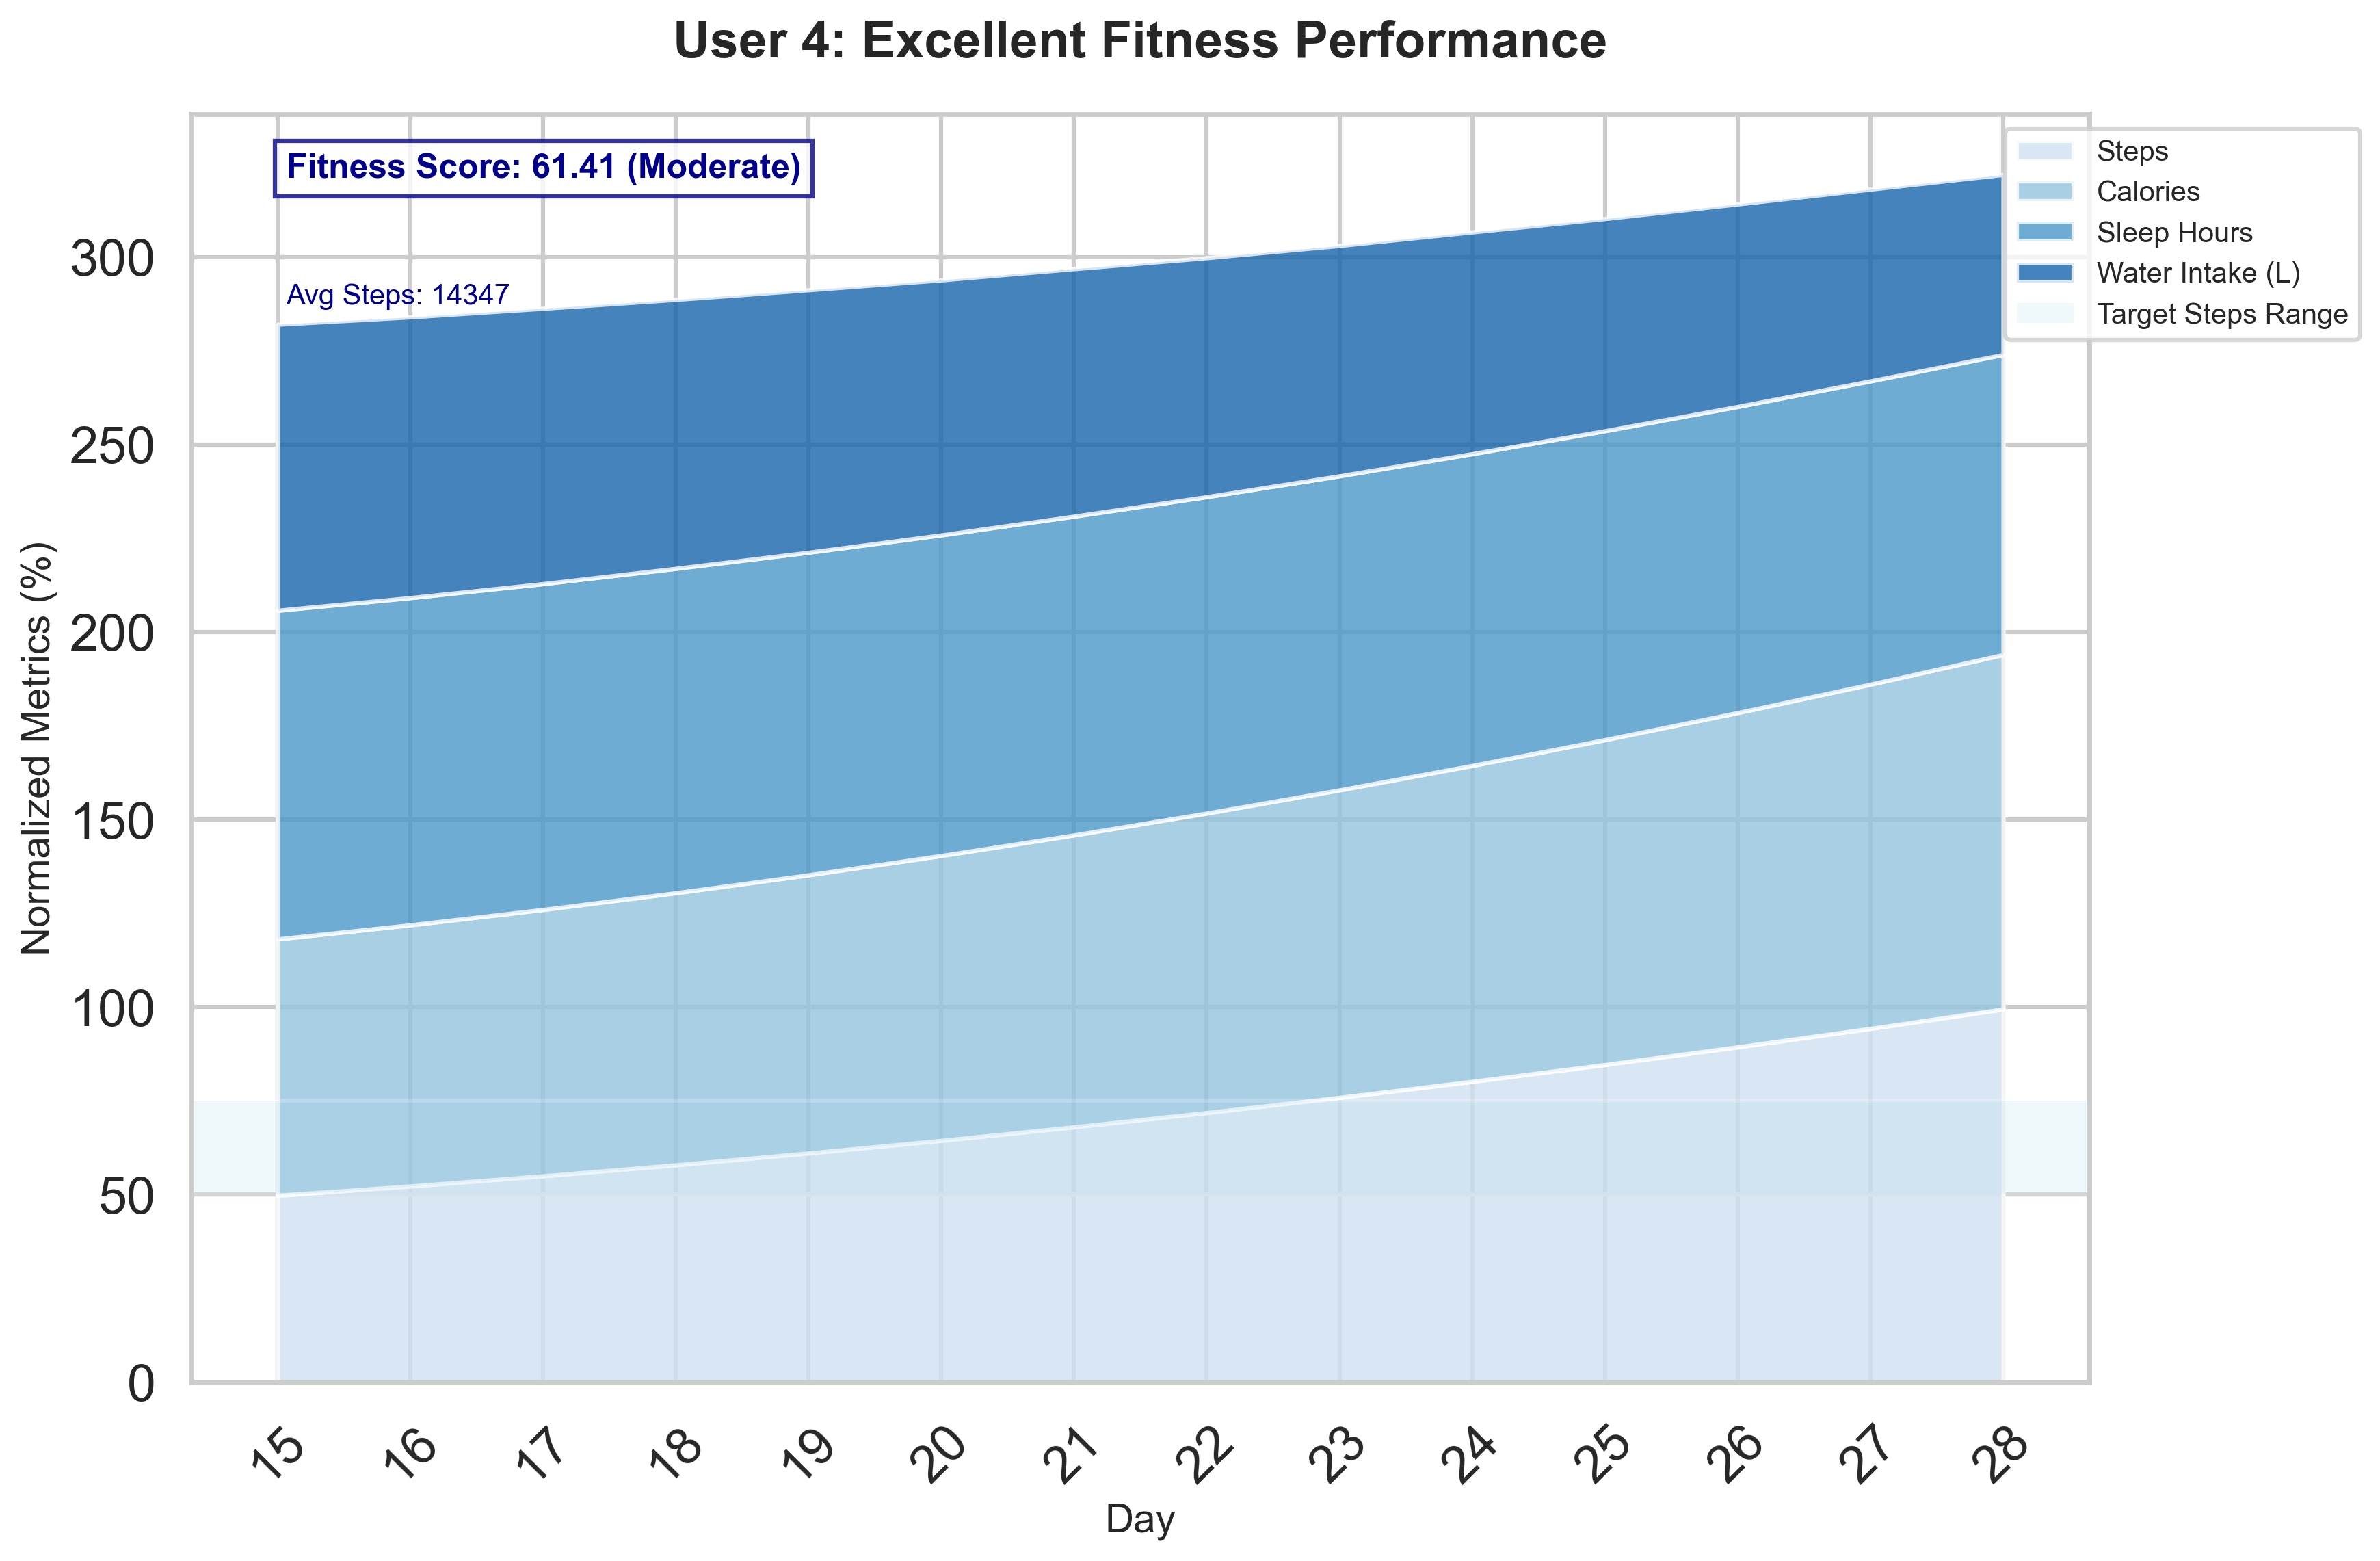 User 4: Excellent Fitness Performance
Fitness Score: 61.41 (Moderate)
Avg Steps: 14347
Steps
Calories
Sleep Hours
Water Intake (L)
Target Steps Range
Normalized Metrics (%)
300
250
200
150
100
50
0
15 16 17 18 19 20 21 22 23 24 25 26 27 28
Day